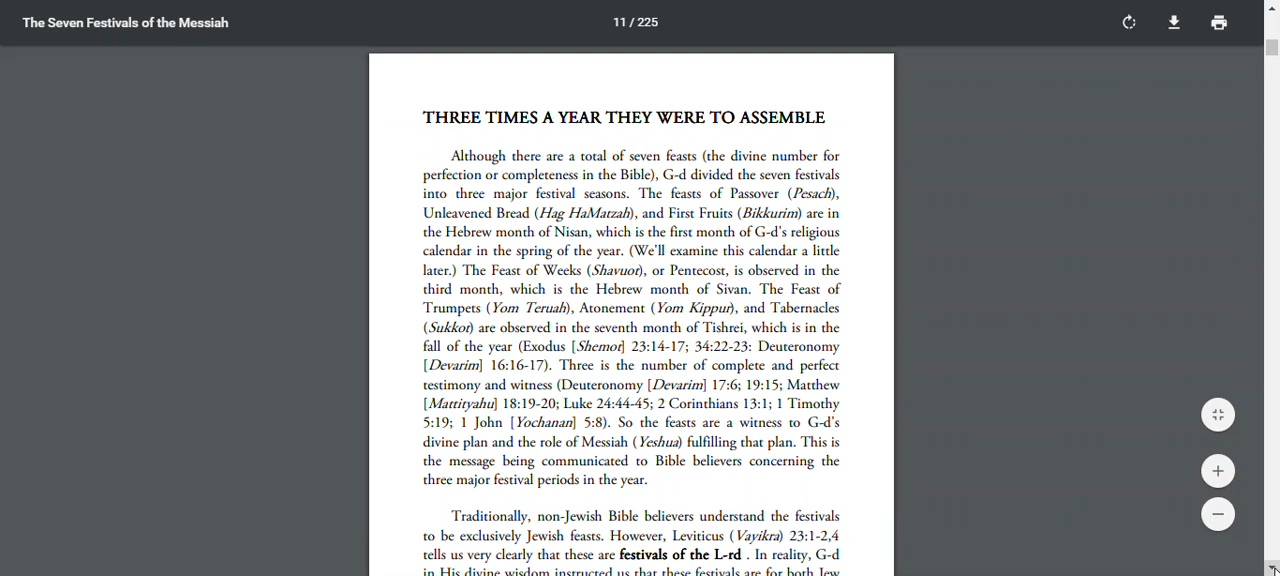 The Seven Festivals of the Messiah
11 / 225
THREE TIMES A YEAR THEY WERE TO ASSEMBLE
Although there are a total of seven feasts (the divine number for
perfection or completeness in the Bible), G-d divided the seven festivals
into three major festival seasons. The feasts of Passover (Pesach),
Unleavened Bread (Hag HaMatzah), and First Fruits (Bikkurim) are in
the Hebrew month of Nisan, which is the first month of G-d's religious
calendar in the spring of the year. (We'll examine this calendar a little
later.) The Feast of Weeks (Shavuot), or Pentecost, is observed in the
third month, which is the Hebrew month of Sivan. The Feast of
Trumpets (Yom Teruah), Atonement (Yom Kippur), and Tabernacles
(Sukkot) are observed in the seventh month of Tishrei, which is in the
fall of the year (Exodus [Shemot] 23:14-17; 34:22-23: Deuteronomy
[Devarim] 16:16-17). Three is the number of complete and perfect
testimony and witness (Deuteronomy [Devarim] 17:6; 19:15; Matthew
[Mattityahu] 18:19-20; Luke 24:44-45; 2 Corinthians 13:1; 1 Timothy
5:19; 1 John [Yochanan] 5:8). So the feasts are a witness to G-d's
divine plan and the role of Messiah (Yeshua) fulfilling that plan. This is
the message being communicated to Bible believers concerning the
three major festival periods in the year.
Traditionally, non-Jewish Bible believers understand the festivals
to be exclusively Jewish feasts. However, Leviticus (Vayikra) 23:1-2,4
tells us very clearly that these are festivals of the L-rd . In reality, G-d
in His divine wisdom instructed us that these festivals are for both Jew